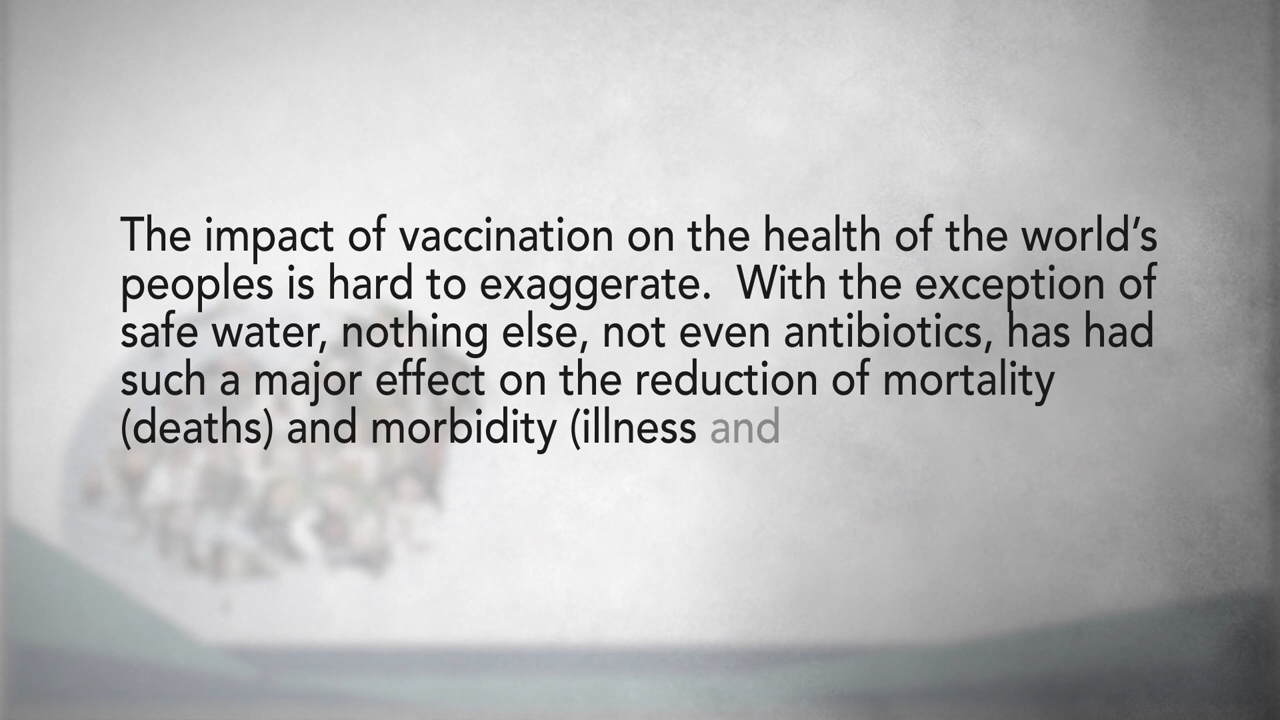 The impact of vaccination on the health of the world’s
peoples is hard to exaggerate.  With the exception of
safe water, nothing else, not even antibiotics, has had
such a major effect on the reduction of mortality
(deaths) and morbidity (illness and